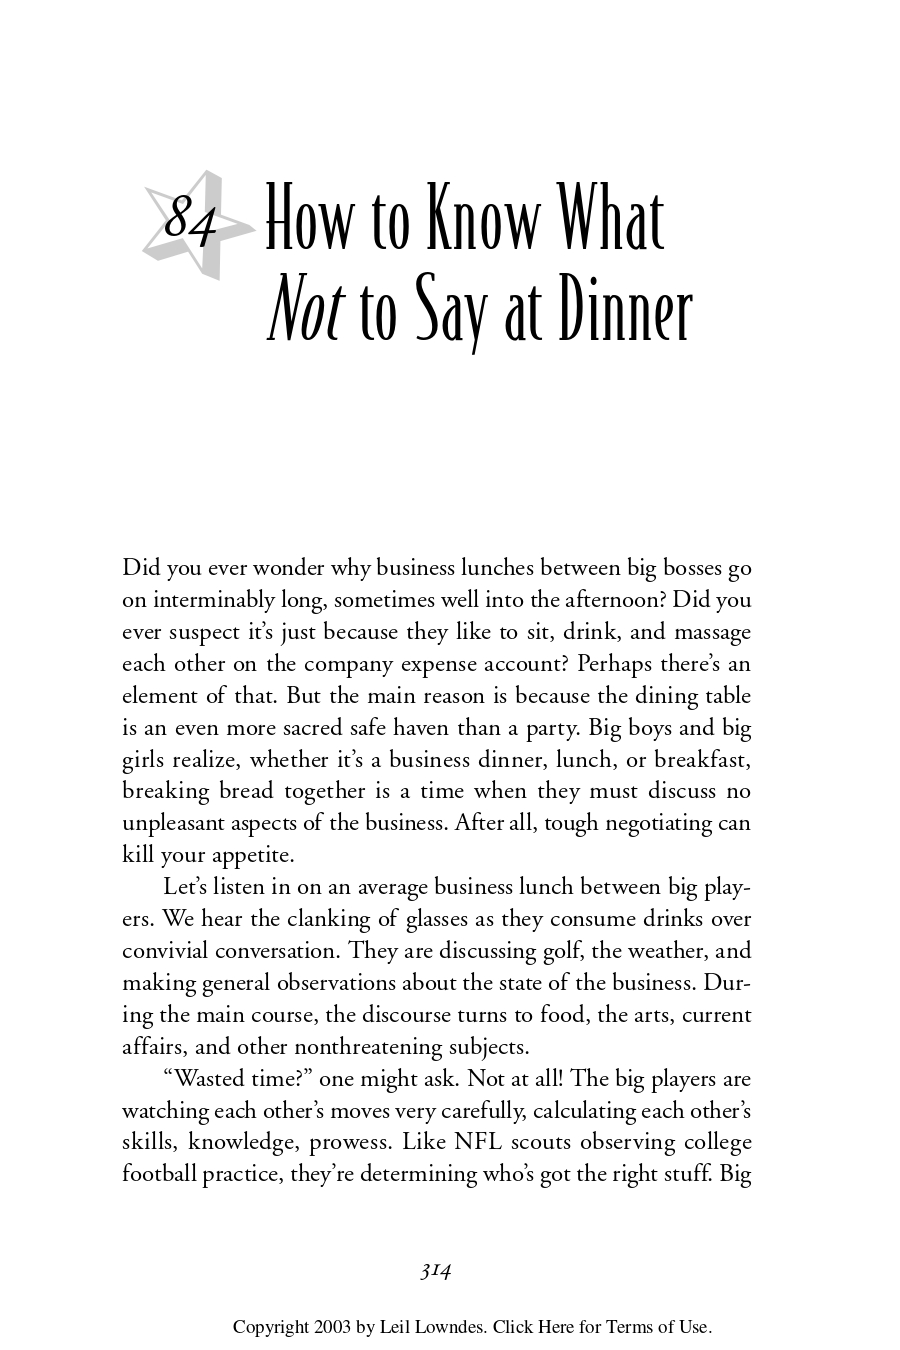 84 How to Know What
Not to Say at Dinner
Did you ever wonder why business lunches between big bosses go
on interminably long, sometimes well into the afternoon? Did you
ever suspect it’s just because they like to sit, drink, and massage
each other on the company expense account? Perhaps there’s an
element of that. But the main reason is because the dining table
is an even more sacred safe haven than a party. Big boys and big
girls realize, whether it’s a business dinner, lunch, or breakfast,
breaking bread together is a time when they must discuss no
unpleasant aspects of the business. After all, tough negotiating can
kill your appetite.
Let’s listen in on an average business lunch between big play-
ers. We hear the clanking of glasses as they consume drinks over
convivial conversation. They are discussing golf, the weather, and
making general observations about the state of the business. Dur-
ing the main course, the discourse turns to food, the arts, current
affairs, and other nonthreatening subjects.
“Wasted time?” one might ask. Not at all! The big players are
watching each other’s moves very carefully, calculating each other’s
skills, knowledge, prowess. Like NFL scouts observing college
football practice, they’re determining who’s got the right stuff. Big
314
Copyright 2003 by Leil Lowndes. Click Here for Terms of Use.